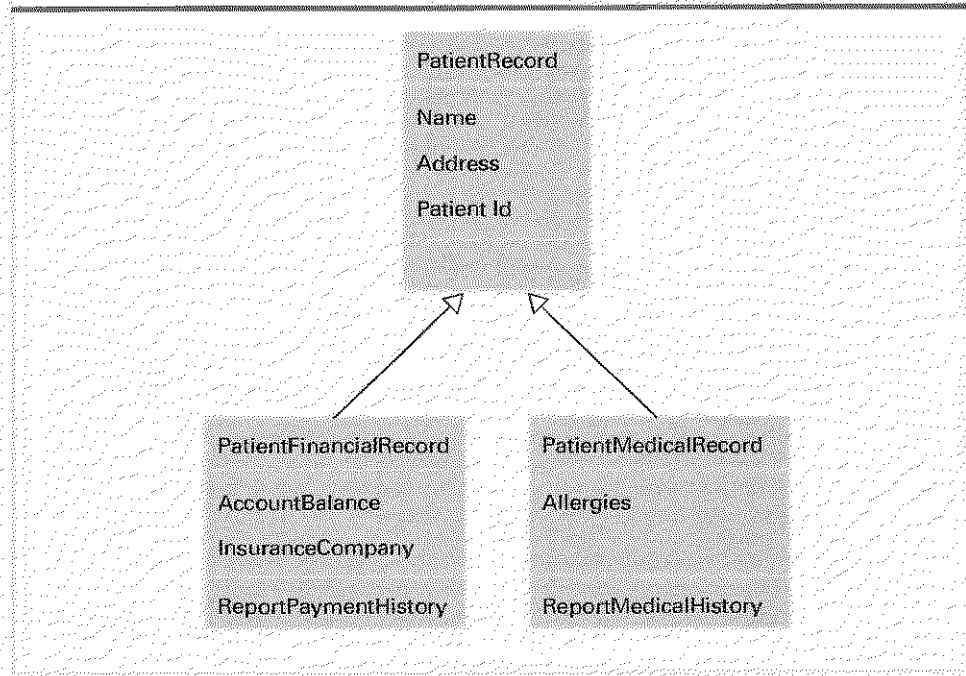 PatientRecord
Name
Address
Patient Id
PatientFinancialRecord
AccountBalance
InsuranceCompany
ReportPaymentHistory
PatientMedicalRecord
Allergies
ReportMedicalHistory